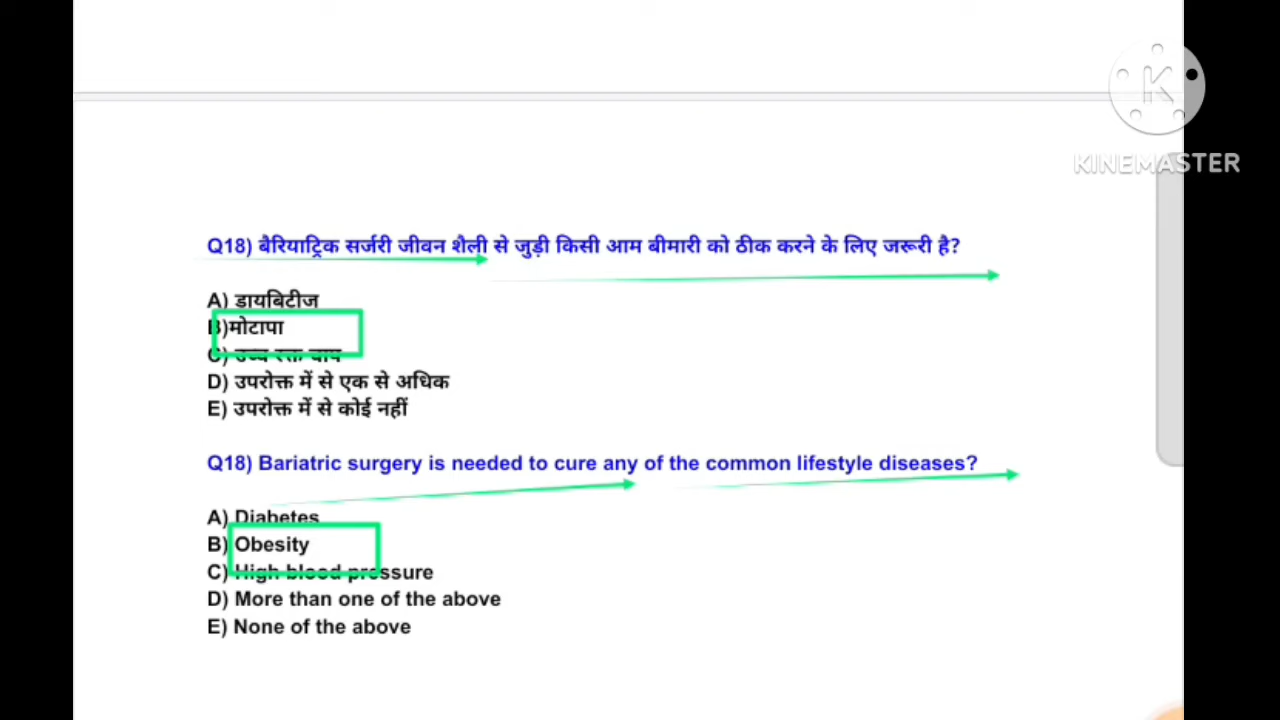 KINEMASTER
Q18) बैरियाट्रिक सर्जरी जीवन शैली से जुड़ी किसी आम बीमारी को ठीक करने के लिए जरूरी है?
A) डायबिटीज
B)मोटापा
C) उच्च रक्त चाप
D) उपरोक्त में से एक से अधिक
E) उपरोक्त में से कोई नहीं
Q18) Bariatric surgery is needed to cure any of the common lifestyle diseases?
A) Diabetes
B) Obesity
C) High blood pressure
D) More than one of the above
E) None of the above